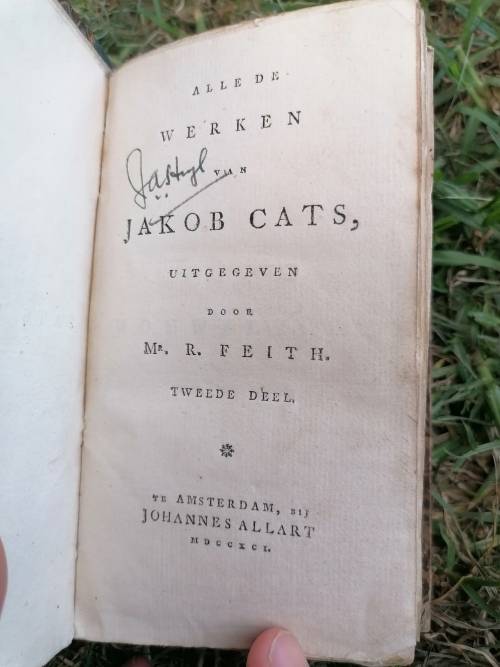 ALLE DE
WERKEN
VAN
JAKOB CATS,
UITGEGEVEN
DOOR
Mr. R. FEITH.
TWEEDE DEEL.
TE AMSTERDAM, BIJ
JOHANNES ALLART
MDCCXCI.